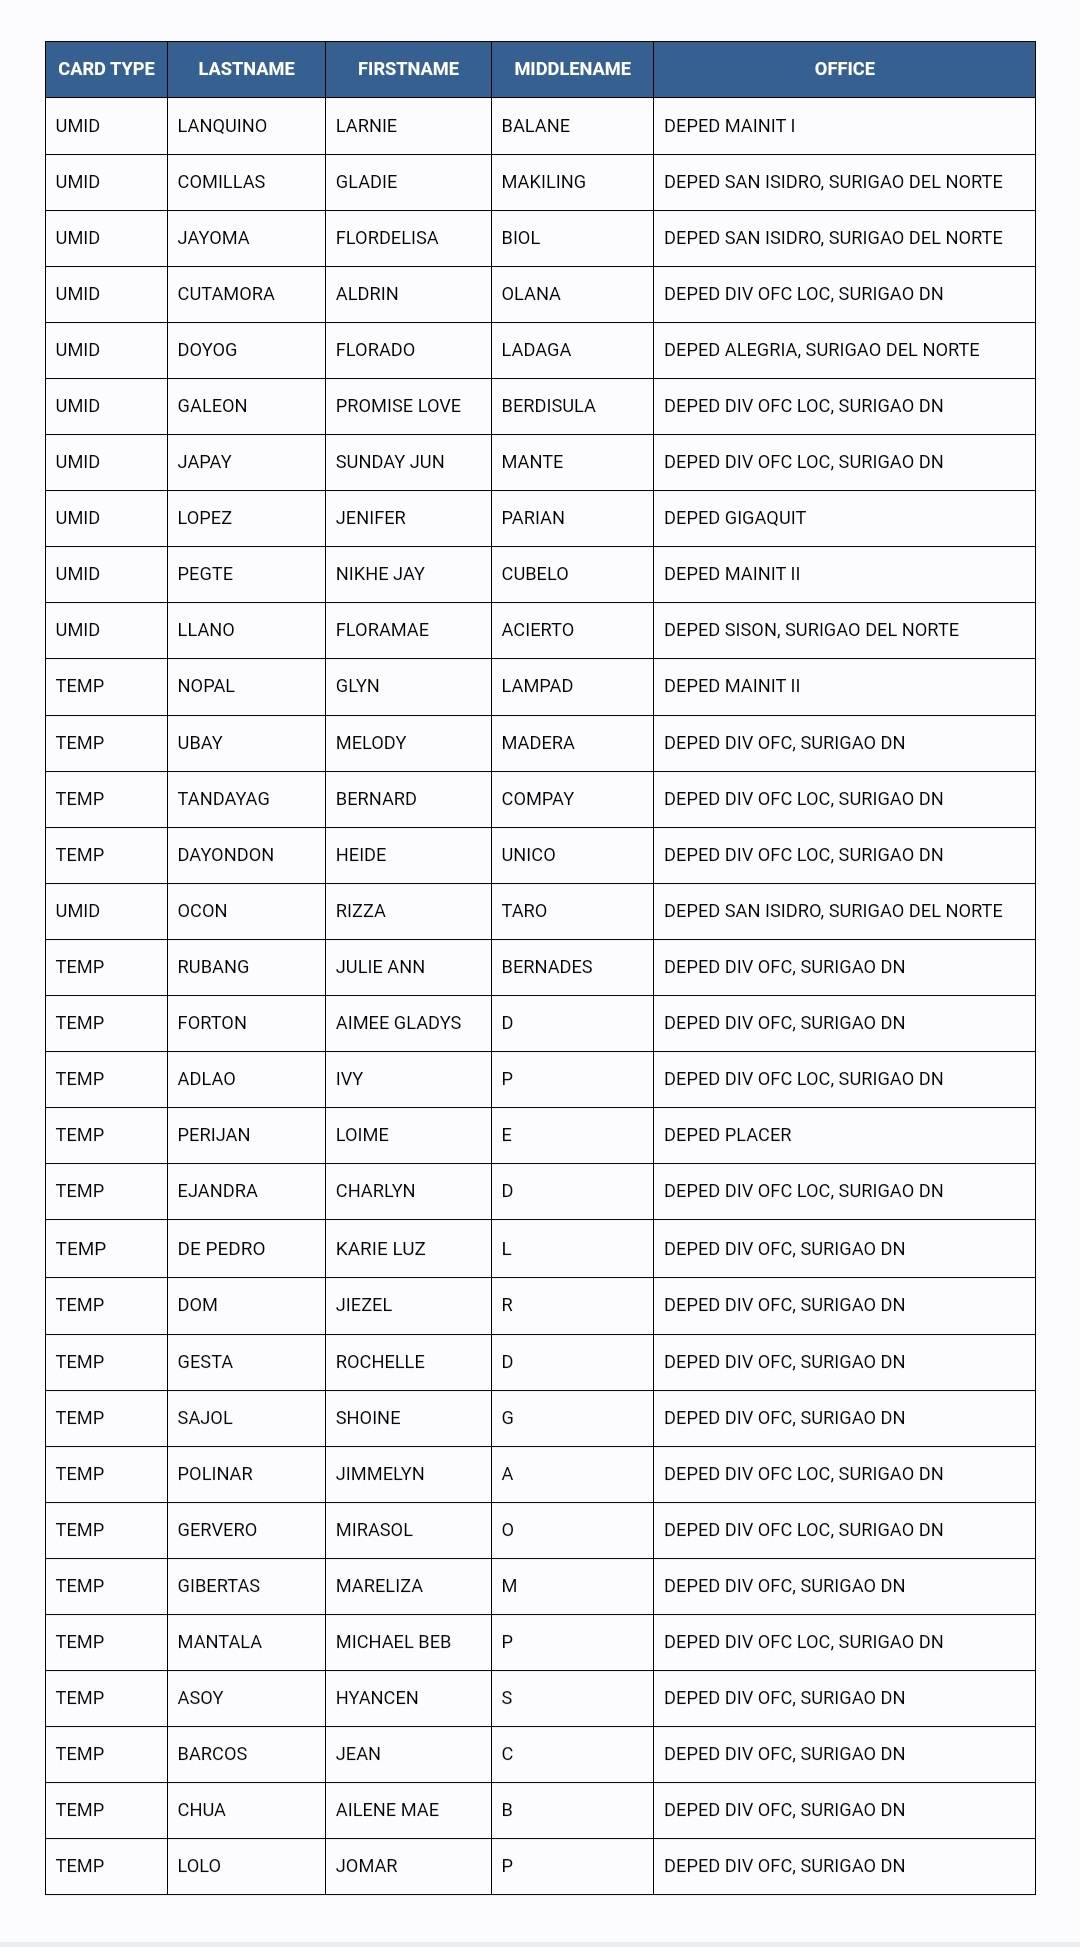 CARD TYPE LASTNAME FIRSTNAME MIDDLENAME OFFICE
UMID LANQUINO LARNIE BALANE DEPED MAINIT I
UMID COMILLAS GLADIE MAKILING DEPED SAN ISIDRO, SURIGAO DEL NORTE
UMID JAYOMA FLORDELISA BIOL DEPED SAN ISIDRO, SURIGAO DEL NORTE
UMID CUTAMORA ALDRIN OLANA DEPED DIV OFC LOC, SURIGAO DN
UMID DOYOG FLORADO LADAGA DEPED ALEGRIA, SURIGAO DEL NORTE
UMID GALEON PROMISE LOVE BERDISULA DEPED DIV OFC LOC, SURIGAO DN
UMID JAPAY SUNDAY JUN MANTE DEPED DIV OFC LOC, SURIGAO DN
UMID LOPEZ JENIFER PARIAN DEPED GIGAQUIT
UMID PEGTE NIKHE JAY CUBELO DEPED MAINIT II
UMID LLANO FLORAMAE ACIERTO DEPED SISON, SURIGAO DEL NORTE
TEMP NOPAL GLYN LAMPAD DEPED MAINIT II
TEMP UBAY MELODY MADERA DEPED DIV OFC, SURIGAO DN
TEMP TANDAYAG BERNARD COMPAY DEPED DIV OFC LOC, SURIGAO DN
TEMP DAYONDON HEIDE UNICO DEPED DIV OFC LOC, SURIGAO DN
UMID OCON RIZZA TARO DEPED SAN ISIDRO, SURIGAO DEL NORTE
TEMP RUBANG JULIE ANN BERNADES DEPED DIV OFC, SURIGAO DN
TEMP FORTON AIMEE GLADYS D DEPED DIV OFC, SURIGAO DN
TEMP ADLAO IVY P DEPED DIV OFC LOC, SURIGAO DN
TEMP PERIJAN LOIME E DEPED PLACER
TEMP EJANDRA CHARLYN D DEPED DIV OFC LOC, SURIGAO DN
TEMP DE PEDRO KARIE LUZ L DEPED DIV OFC, SURIGAO DN
TEMP DOM JIEZEL R DEPED DIV OFC, SURIGAO DN
TEMP GESTA ROCHELLE D DEPED DIV OFC, SURIGAO DN
TEMP SAJOL SHOINE G DEPED DIV OFC, SURIGAO DN
TEMP POLINAR JIMMELYN A DEPED DIV OFC LOC, SURIGAO DN
TEMP GERVERO MIRASOL O DEPED DIV OFC LOC, SURIGAO DN
TEMP GIBERTAS MARELIZA M DEPED DIV OFC, SURIGAO DN
TEMP MANTALA MICHAEL BEB P DEPED DIV OFC LOC, SURIGAO DN
TEMP ASOY HYANCEN S DEPED DIV OFC, SURIGAO DN
TEMP BARCOS JEAN C DEPED DIV OFC, SURIGAO DN
TEMP CHUA AILENE MAE B DEPED DIV OFC, SURIGAO DN
TEMP LOLO JOMAR P DEPED DIV OFC, SURIGAO DN